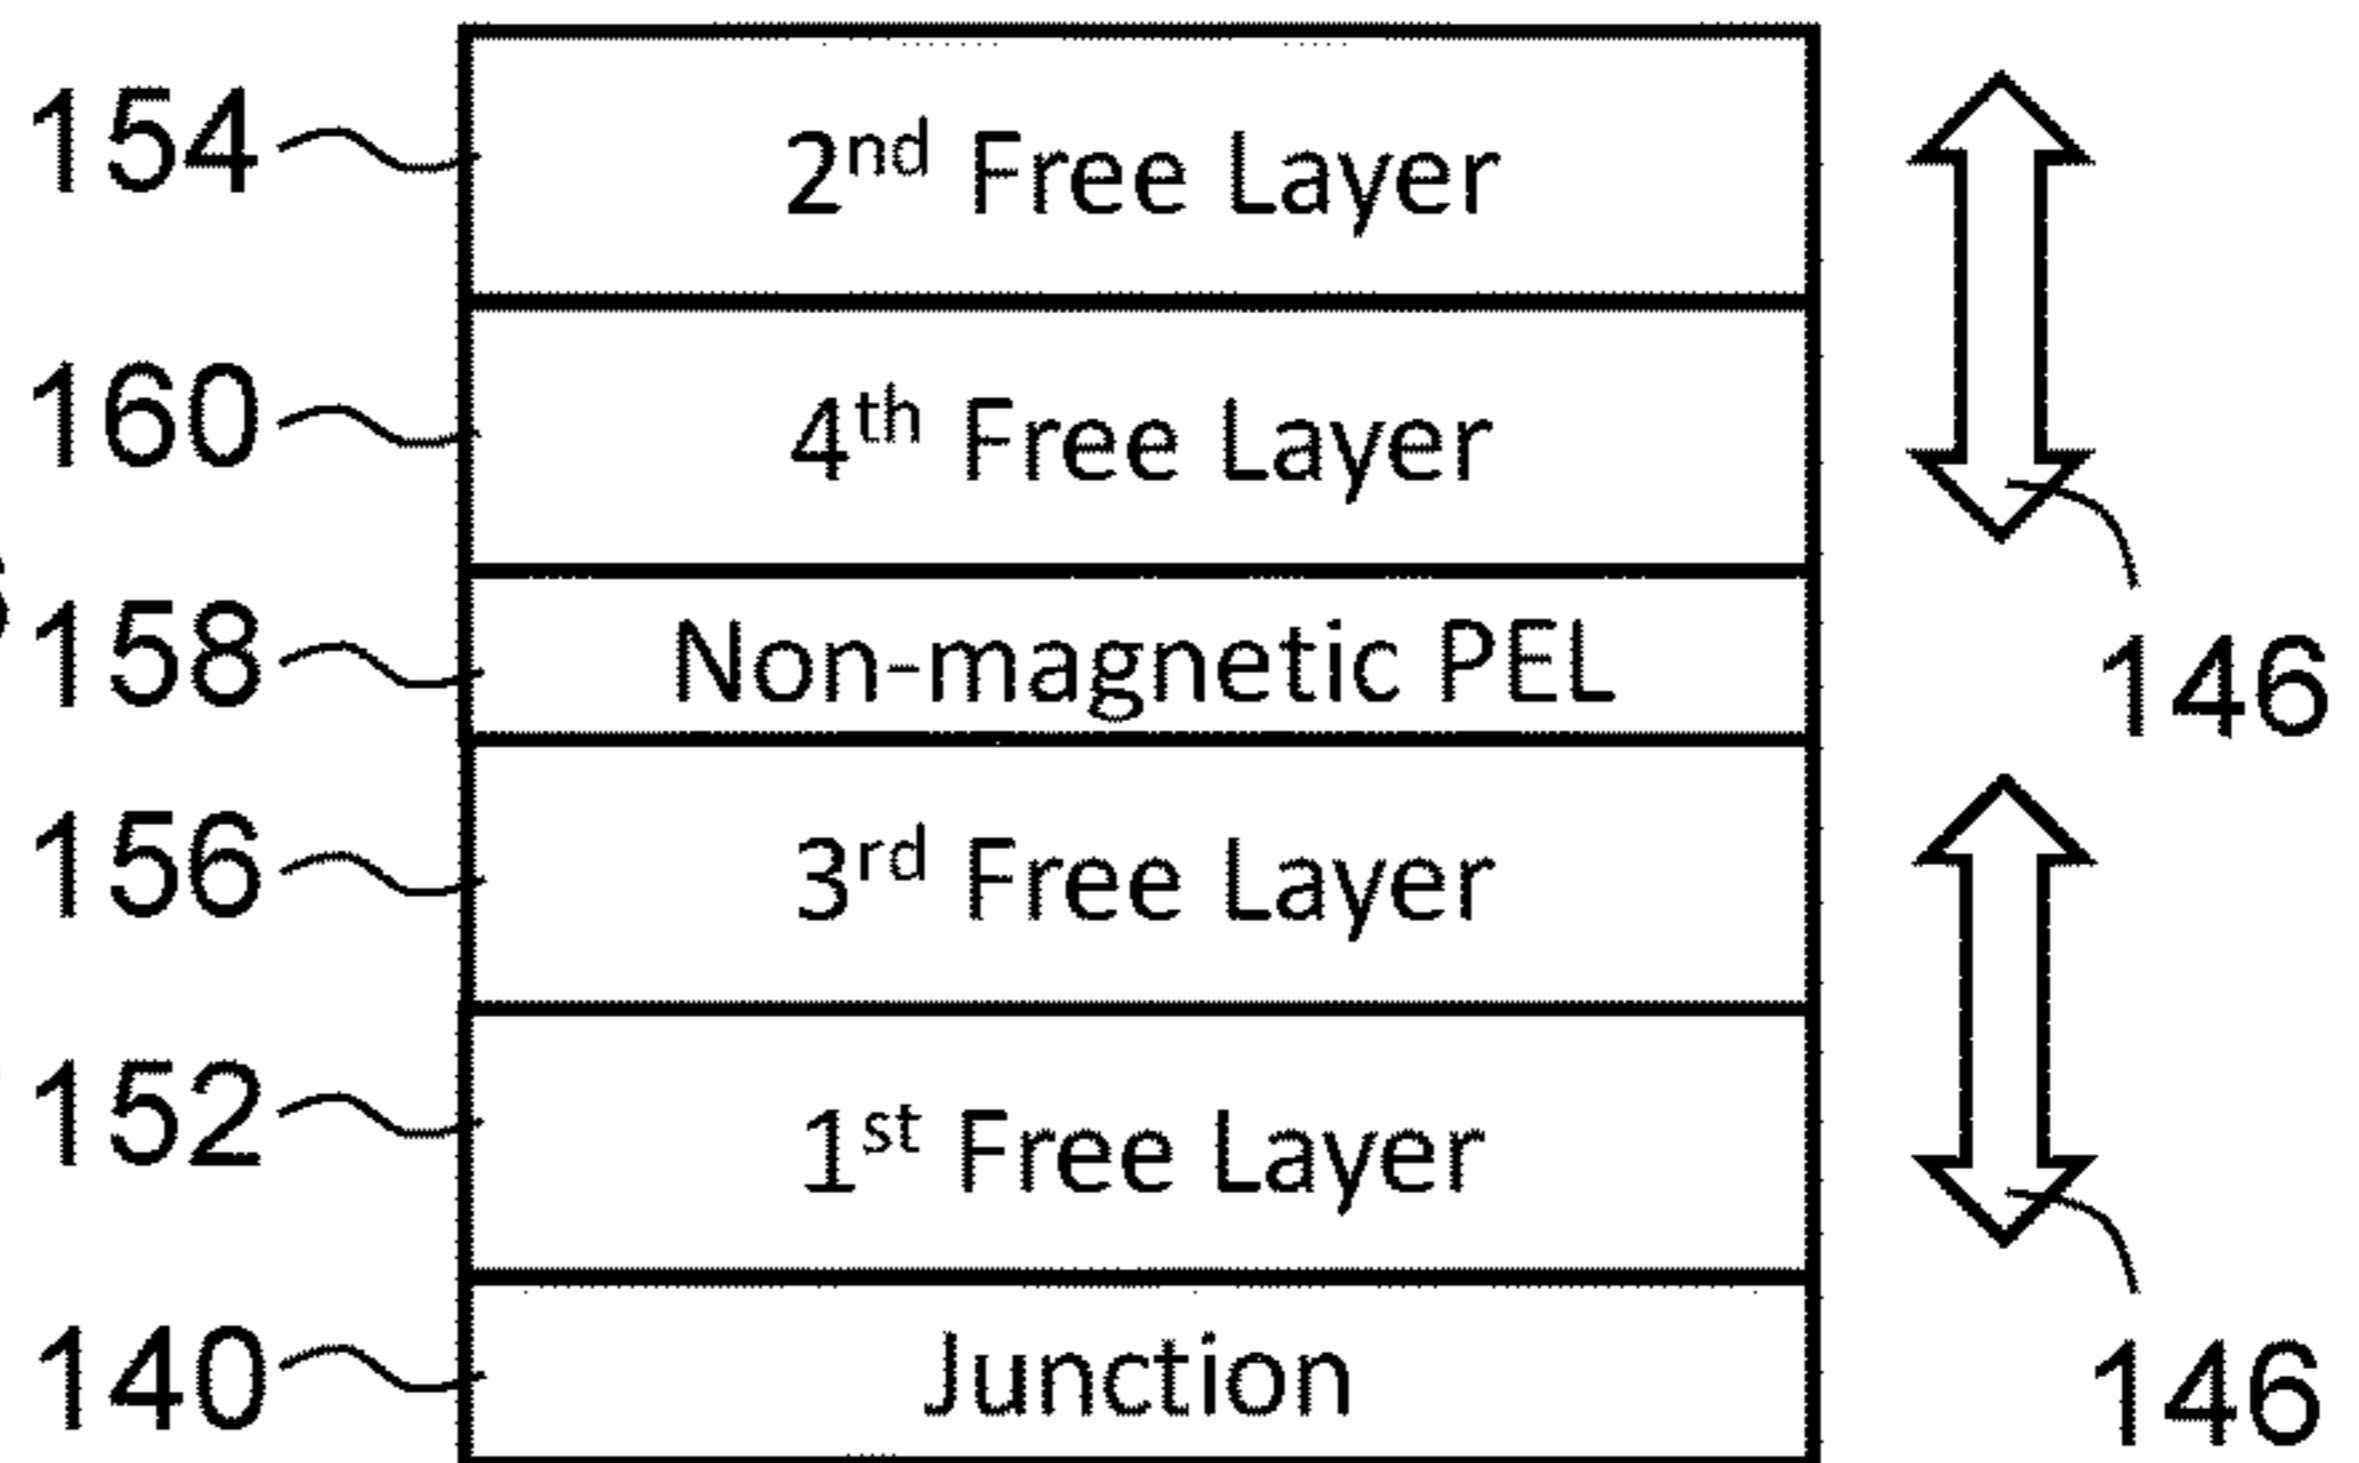 154 2nd Free Layer
160 4th Free Layer
158 Non-magnetic PEL 146
156 3rd Free Layer
152 1st Free Layer
140 Junction 146